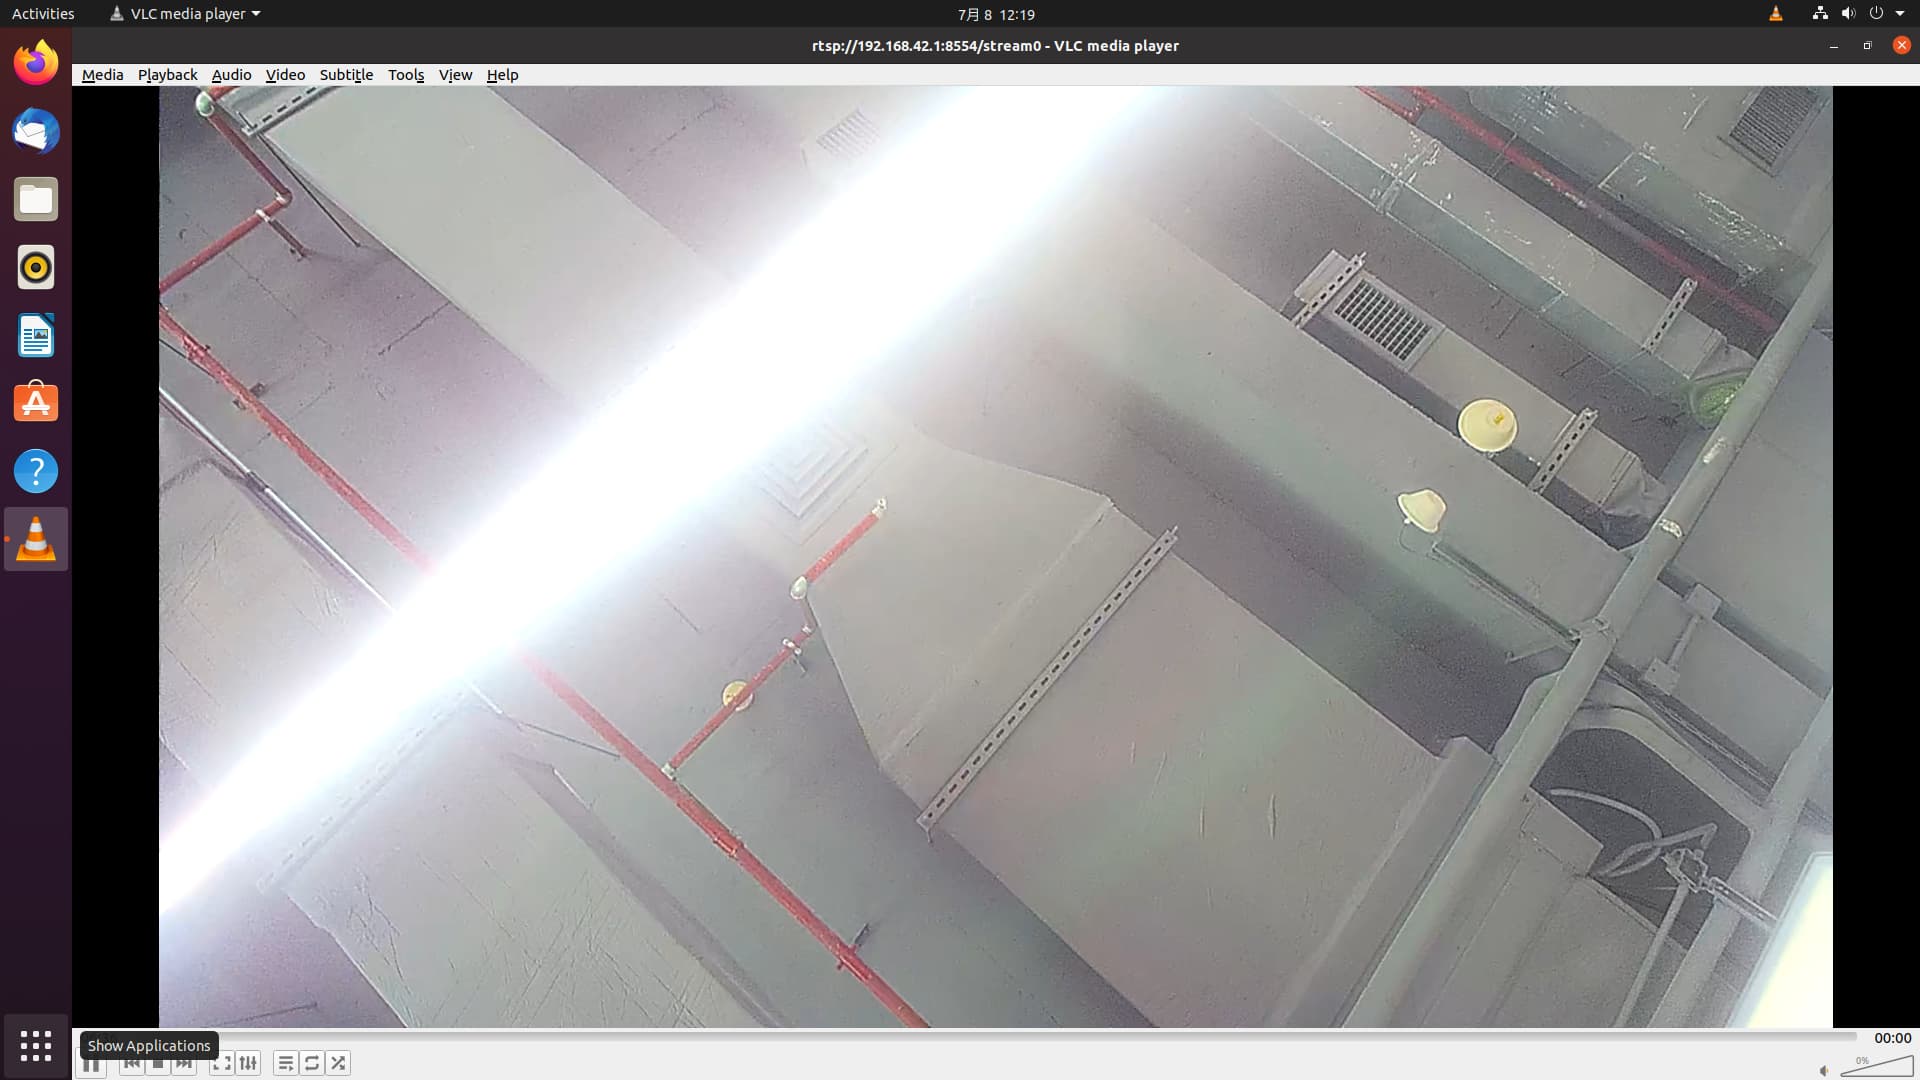 Activities
VLC media player
7月 8 12:19
rtsp://192.168.42.1:8554/stream0 - VLC media player
Media Playback Audio Video Subtitle Tools View Help
Show Applications
00:00
0%